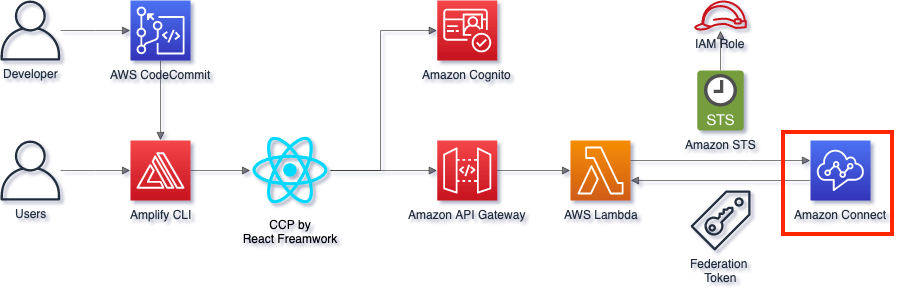 Developer
AWS CodeCommit
Amazon Cognito
IAM Role
STS
Amazon STS
Users
Amplify CLI
CCP by
React Freamwork
Amazon API Gateway
AWS Lambda
Amazon Connect
Federation
Token